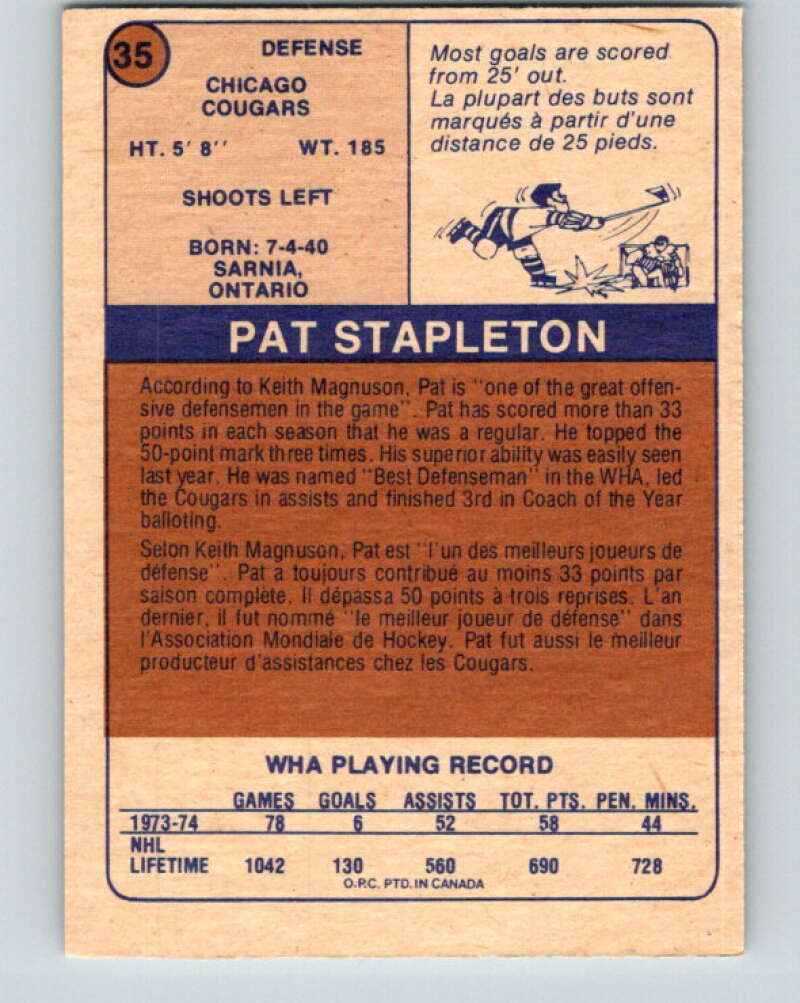 35
DEFENSE
CHICAGO
COUGARS
HT. 5' 8'' WT. 185
SHOOTS LEFT
BORN: 7-4-40
SARNIA,
ONTARIO
Most goals are scored
from 25' out.
La plupart des buts sont
marqués à partir d'une
distance de 25 pieds.
PAT STAPLETON
According to Keith Magnuson, Pat is "one of the great offen-
sive defensemen in the game". Pat has scored more than 33
points in each season that he was a regular. He topped the
50-point mark three times. His superior ability was easily seen
last year. He was named "Best Defenseman" in the WHA, led
the Cougars in assists and finished 3rd in Coach of the Year
balloting.
Selon Keith Magnuson, Pat est "l'un des meilleurs joueurs de
défense". Pat a toujours contribué au moins 33 points par
saison complète. Il dépassa 50 points à trois reprises. L'an
dernier, il fut nommé "le meilleur joueur de défense" dans
l'Association Mondiale de Hockey. Pat fut aussi le meilleur
producteur d'assistances chez les Cougars.
WHA PLAYING RECORD
GAMES GOALS ASSISTS TOT. PTS. PEN. MINS.
1973-74 78 6 52 58 44
NHL
LIFETIME 1042 130 560 690 728
O.P.C. PTD. IN CANADA